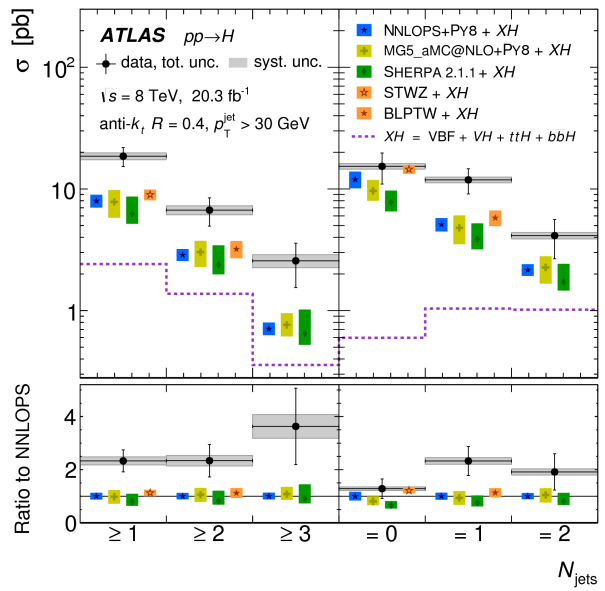 σ [pb]
ATLAS pp→H
data, tot. unc. syst. unc.
√s = 8 TeV, 20.3 fb⁻¹
anti-kₜ R = 0.4, p_T^jet > 30 GeV
NNLOPS+PY8 + XH
MG5_aMC@NLO+PY8 + XH
SHERPA 2.1.1 + XH
STWZ + XH
BLPTW + XH
XH = VBF + VH + ttH + bbH
10²
10
1
Ratio to NNLOPS
4
2
0
≥ 1 ≥ 2 ≥ 3 = 0 = 1 = 2
N_jets